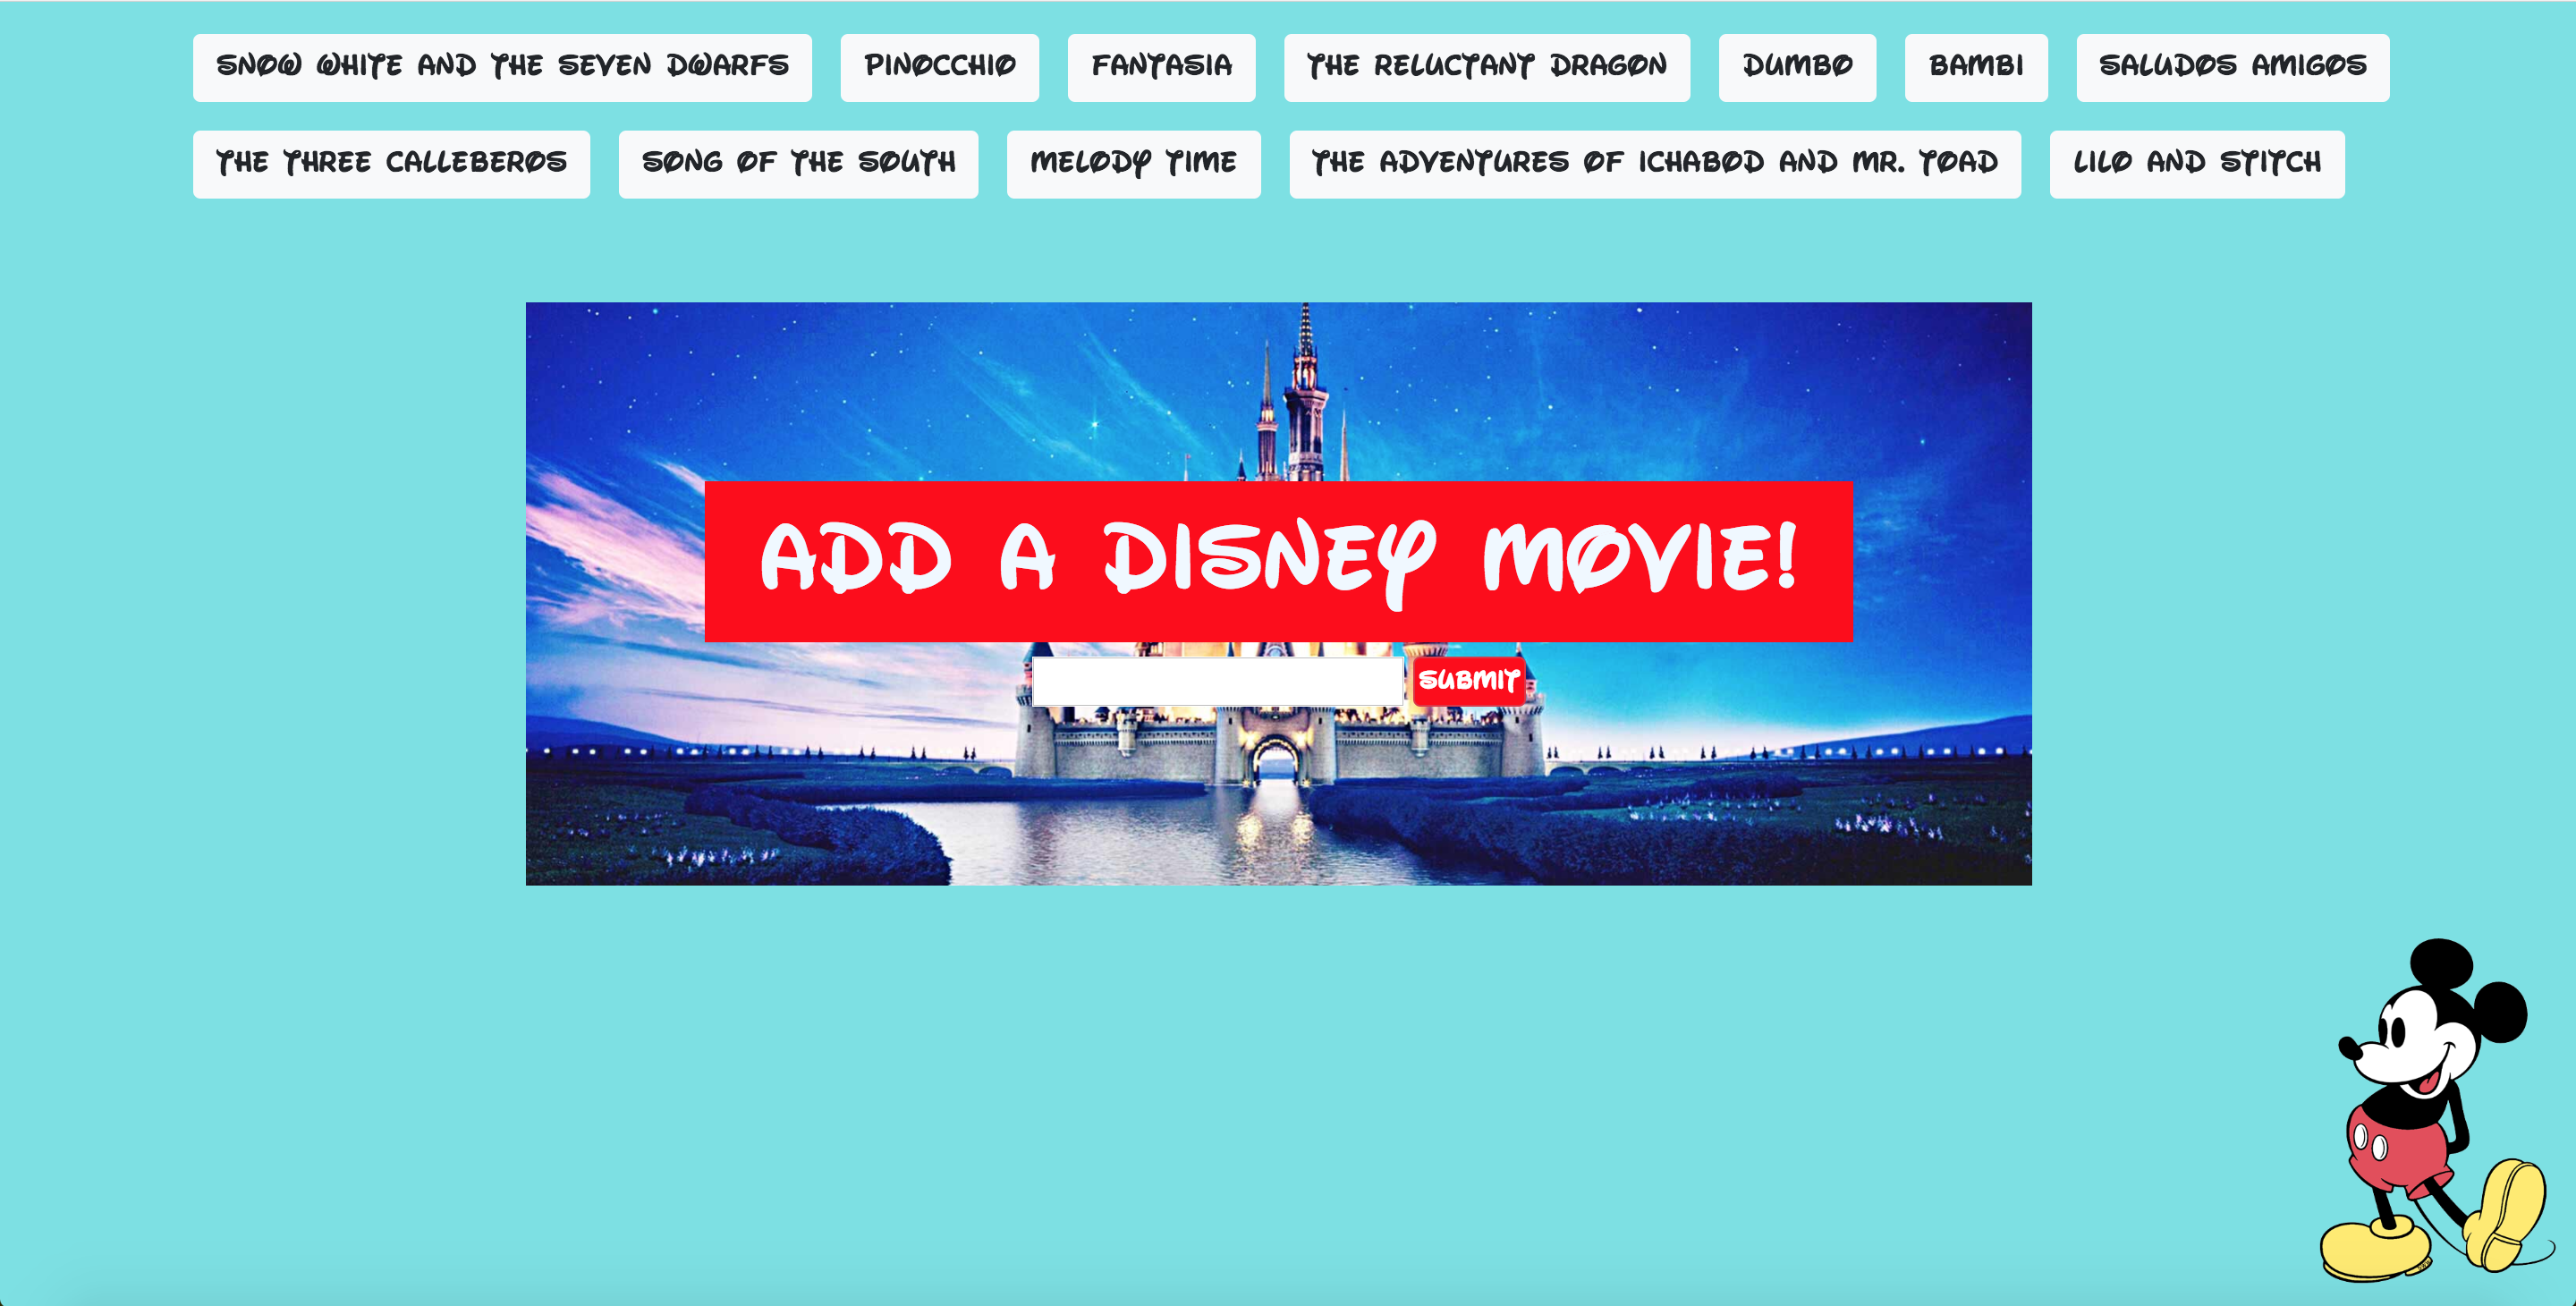 SNOW WHITE AND THE SEVEN DWARFS PINOCCHIO FANTASIA THE RELUCTANT DRAGON DUMBO BAMBI SALUDOS AMIGOS
THE THREE CALLEBEROS SONG OF THE SOUTH MELODY TIME THE ADVENTURES OF ICHABOD AND MR. TOAD LILO AND STITCH
ADD A DISNEY MOVIE!
SUBMIT